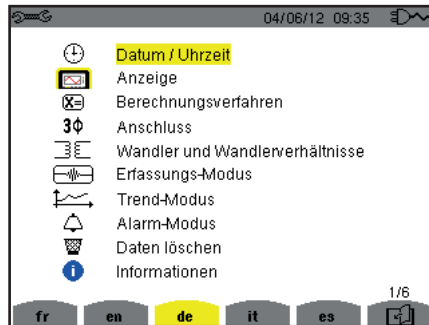 04/06/12 09:35
Datum / Uhrzeit
Anzeige
X= Berechnungsverfahren
3Φ Anschluss
Wandler und Wandlerverhältnisse
Erfassungs-Modus
Trend-Modus
Alarm-Modus
Daten löschen
i Informationen
1/6
fr en de it es